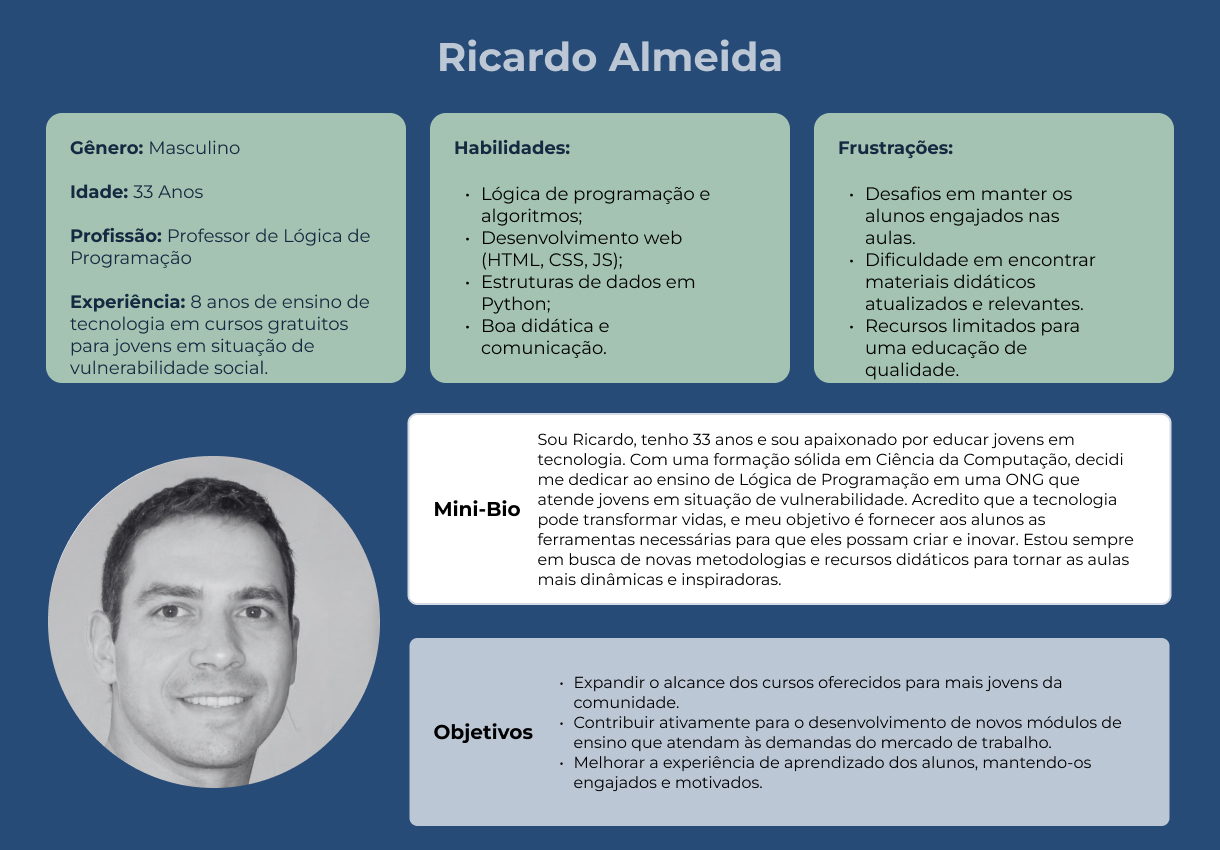 Ricardo Almeida
Gênero: Masculino
Idade: 33 Anos
Profissão: Professor de Lógica de
Programação
Experiência: 8 anos de ensino de
tecnologia em cursos gratuitos
para jovens em situação de
vulnerabilidade social.
Habilidades:
• Lógica de programação e
algoritmos;
• Desenvolvimento web
(HTML, CSS, JS);
• Estruturas de dados em
Python;
• Boa didática e
comunicação.
Frustrações:
• Desafios em manter os
alunos engajados nas
aulas.
• Dificuldade em encontrar
materiais didáticos
atualizados e relevantes.
• Recursos limitados para
uma educação de
qualidade.
Mini-Bio
Sou Ricardo, tenho 33 anos e sou apaixonado por educar jovens em
tecnologia. Com uma formação sólida em Ciência da Computação, decidi
me dedicar ao ensino de Lógica de Programação em uma ONG que
atende jovens em situação de vulnerabilidade. Acredito que a tecnologia
pode transformar vidas, e meu objetivo é fornecer aos alunos as
ferramentas necessárias para que eles possam criar e inovar. Estou sempre
em busca de novas metodologias e recursos didáticos para tornar as aulas
mais dinâmicas e inspiradoras.
Objetivos
• Expandir o alcance dos cursos oferecidos para mais jovens da
comunidade.
• Contribuir ativamente para o desenvolvimento de novos módulos de
ensino que atendam às demandas do mercado de trabalho.
• Melhorar a experiência de aprendizado dos alunos, mantendo-os
engajados e motivados.